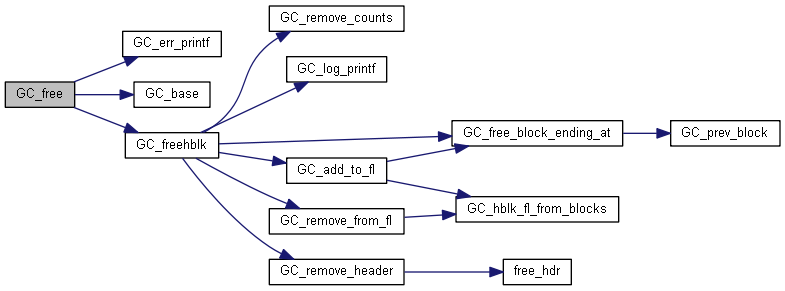 GC_free
GC_err_printf
GC_base
GC_freehblk
GC_remove_counts
GC_log_printf
GC_free_block_ending_at
GC_prev_block
GC_add_to_fl
GC_hblk_fl_from_blocks
GC_remove_from_fl
GC_remove_header
free_hdr